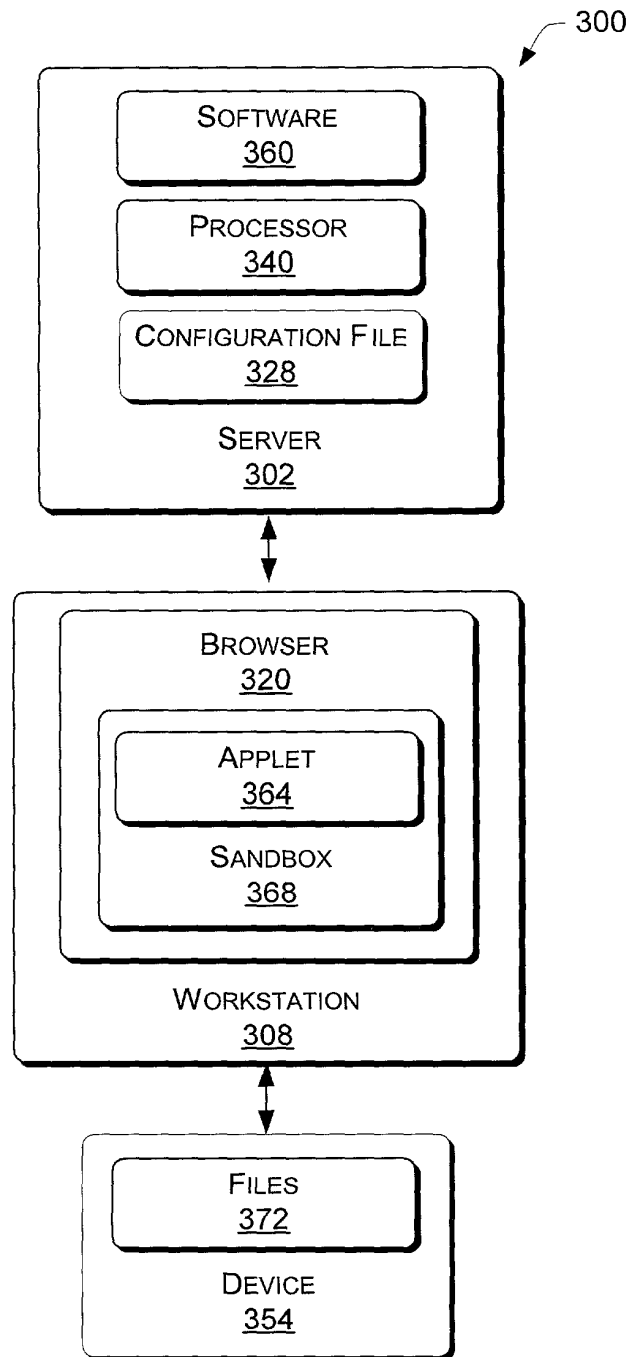 300
SOFTWARE
360
PROCESSOR
340
CONFIGURATION FILE
328
SERVER
302
BROWSER
320
APPLET
364
SANDBOX
368
WORKSTATION
308
FILES
372
DEVICE
354